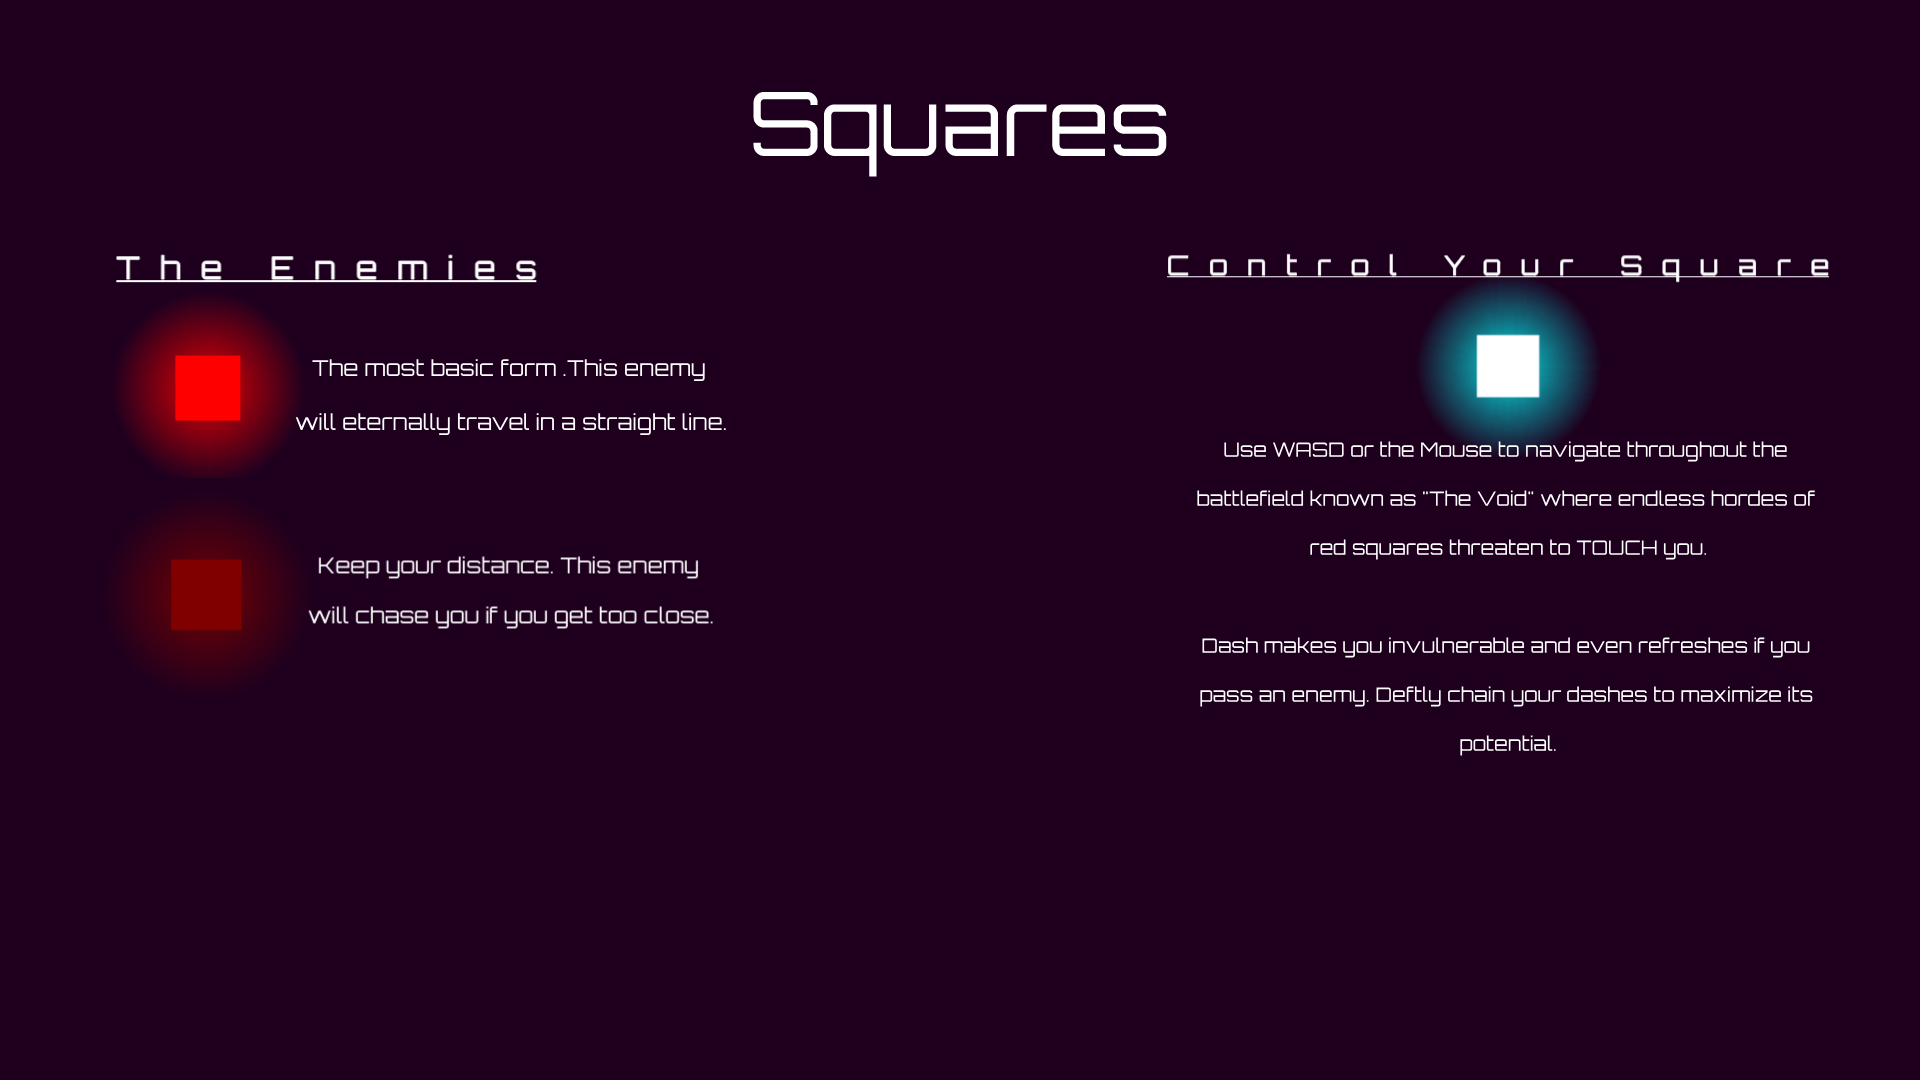 Squares
The Enemies
The most basic form .This enemy
will eternally travel in a straight line.
Keep your distance. This enemy
will chase you if you get too close.
Control Your Square
Use WASD or the Mouse to navigate throughout the
battlefield known as "The Void" where endless hordes of
red squares threaten to TOUCH you.
Dash makes you invulnerable and even refreshes if you
pass an enemy. Deftly chain your dashes to maximize its
potential.